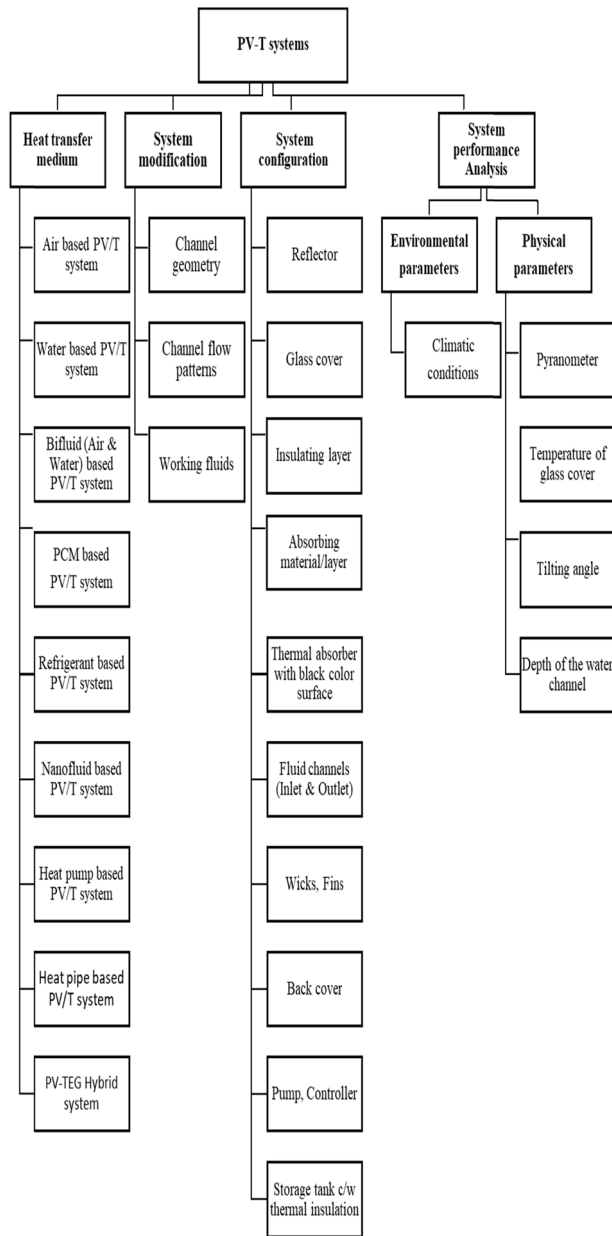 PV-T systems
Heat transfer
medium
System
modification
System
configuration
System
performance
Analysis
Environmental
parameters
Physical
parameters
Air based PV/T
system
Water based PV/T
system
Bifluid (Air &
Water) based
PV/T system
PCM based
PV/T system
Refrigerant based
PV/T system
Nanofluid based
PV/T system
Heat pump based
PV/T system
Heat pipe based
PV/T system
PV-TEG Hybrid
system
Channel
geometry
Channel flow
patterns
Working fluids
Reflector
Glass cover
Insulating layer
Absorbing
material/layer
Thermal absorber
with black color
surface
Fluid channels
(Inlet & Outlet)
Wicks, Fins
Back cover
Pump, Controller
Storage tank c/w
thermal insulation
Climatic
conditions
Pyranometer
Temperature of
glass cover
Tilting angle
Depth of the water
channel